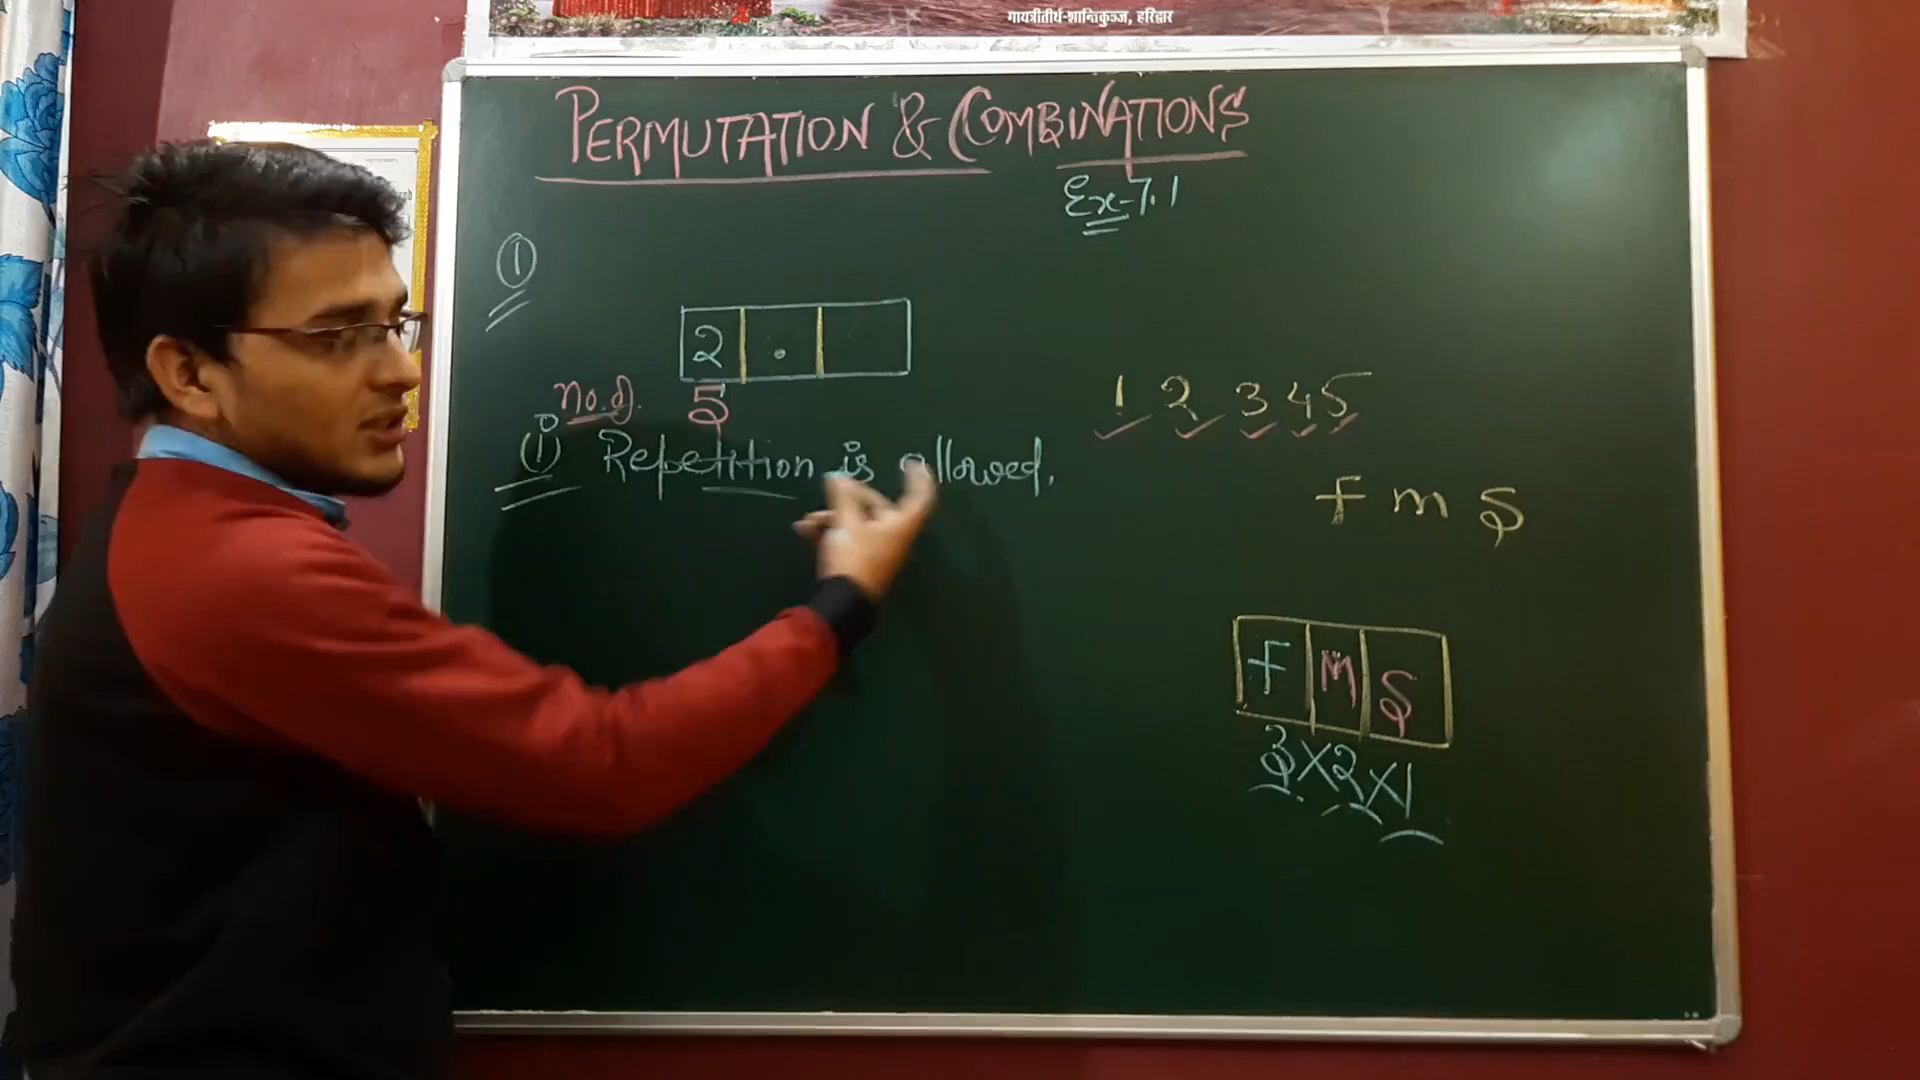 गायत्रीतीर्थ-शान्तिकुञ्ज, हरिद्वार
PERMUTATION & COMBINATIONS
Ex-7.1
①
2 .
no. of. 5
1 2 3 4 5
(i) Repetition is allowed.
f m s
F M S
3×2×1